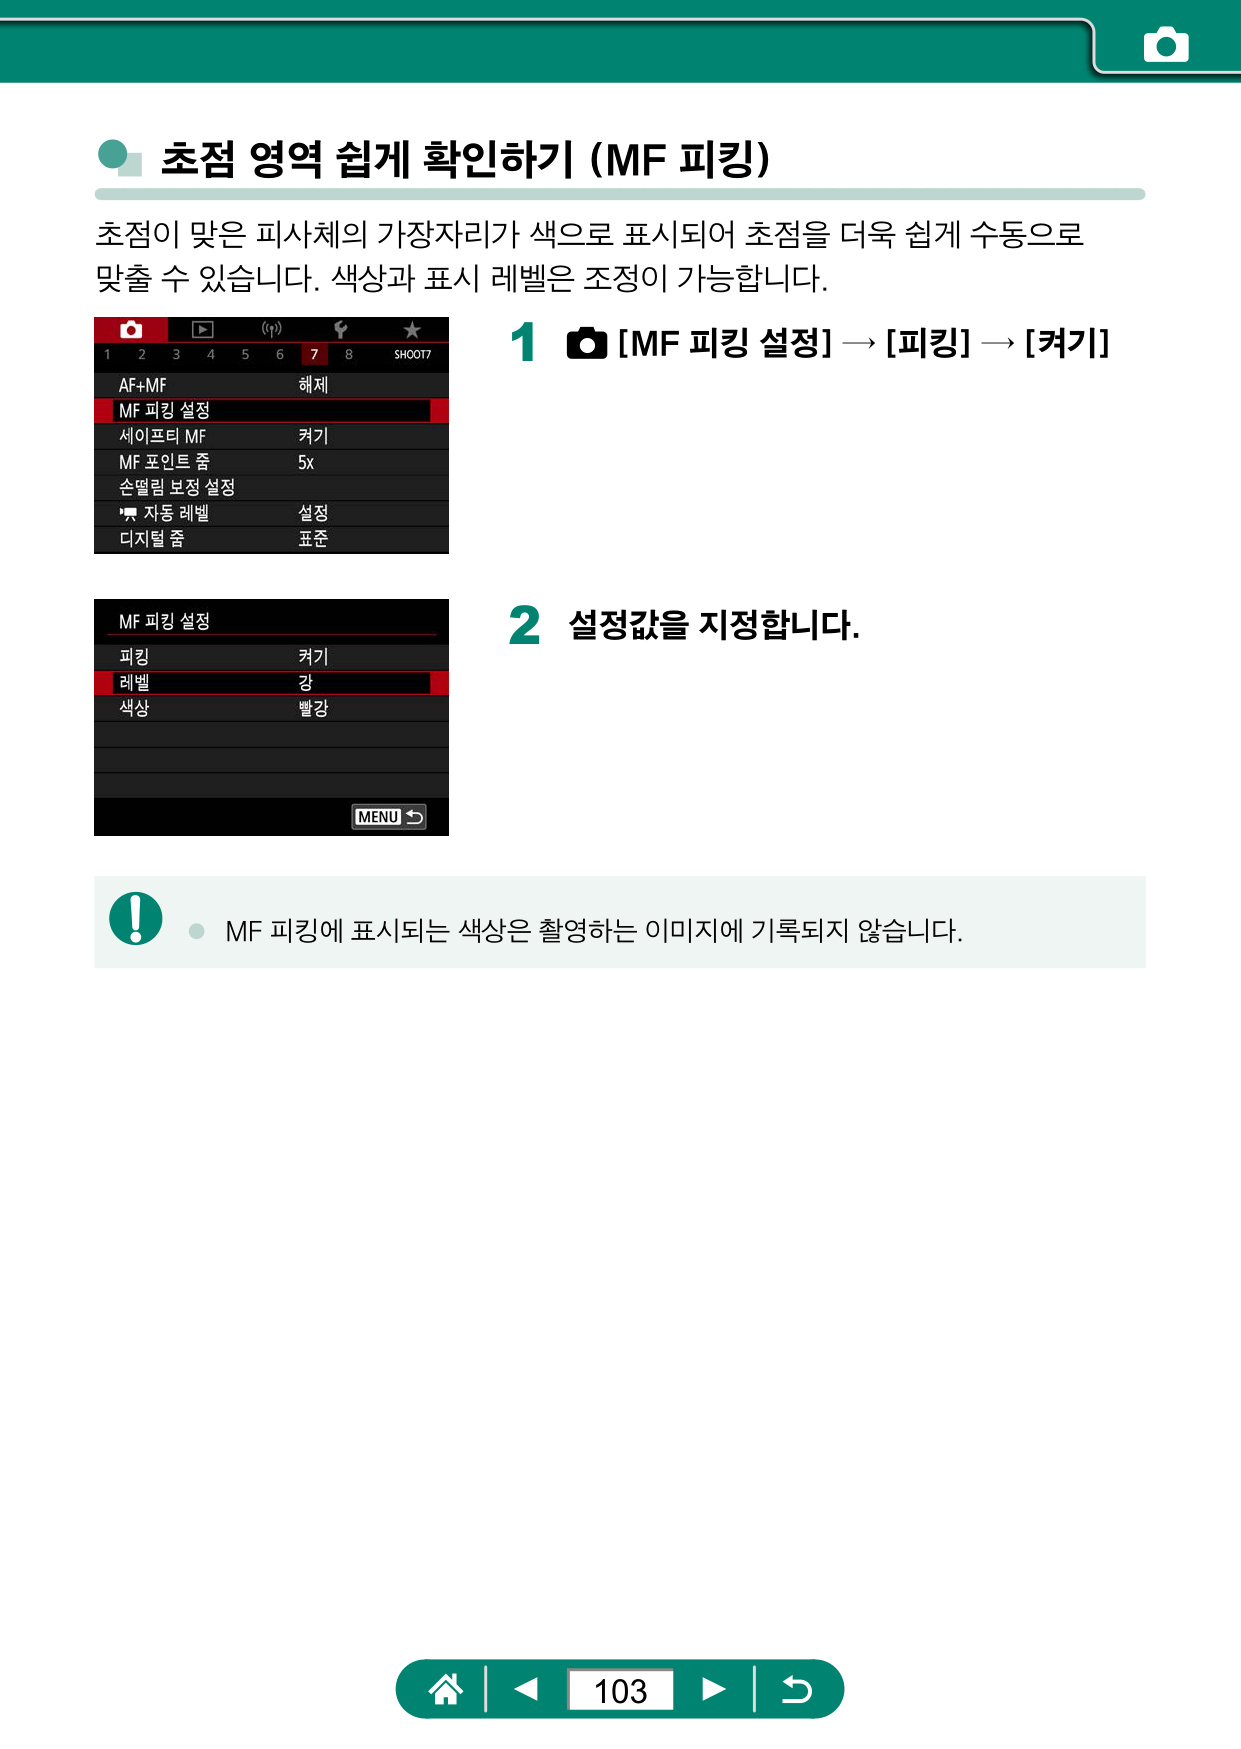 초점 영역 쉽게 확인하기 (MF 피킹)
초점이 맞은 피사체의 가장자리가 색으로 표시되어 초점을 더욱 쉽게 수동으로
맞출 수 있습니다. 색상과 표시 레벨은 조정이 가능합니다.
1 2 3 4 5 6 7 8 SHOOT7
AF+MF 해제
MF 피킹 설정
세이프티 MF 켜기
MF 포인트 줌 5x
손떨림 보정 설정
자동 레벨 설정
디지털 줌 표준
1 [MF 피킹 설정] → [피킹] → [켜기]
MF 피킹 설정
피킹 켜기
레벨 강
색상 빨강
MENU
2 설정값을 지정합니다.
● MF 피킹에 표시되는 색상은 촬영하는 이미지에 기록되지 않습니다.
103